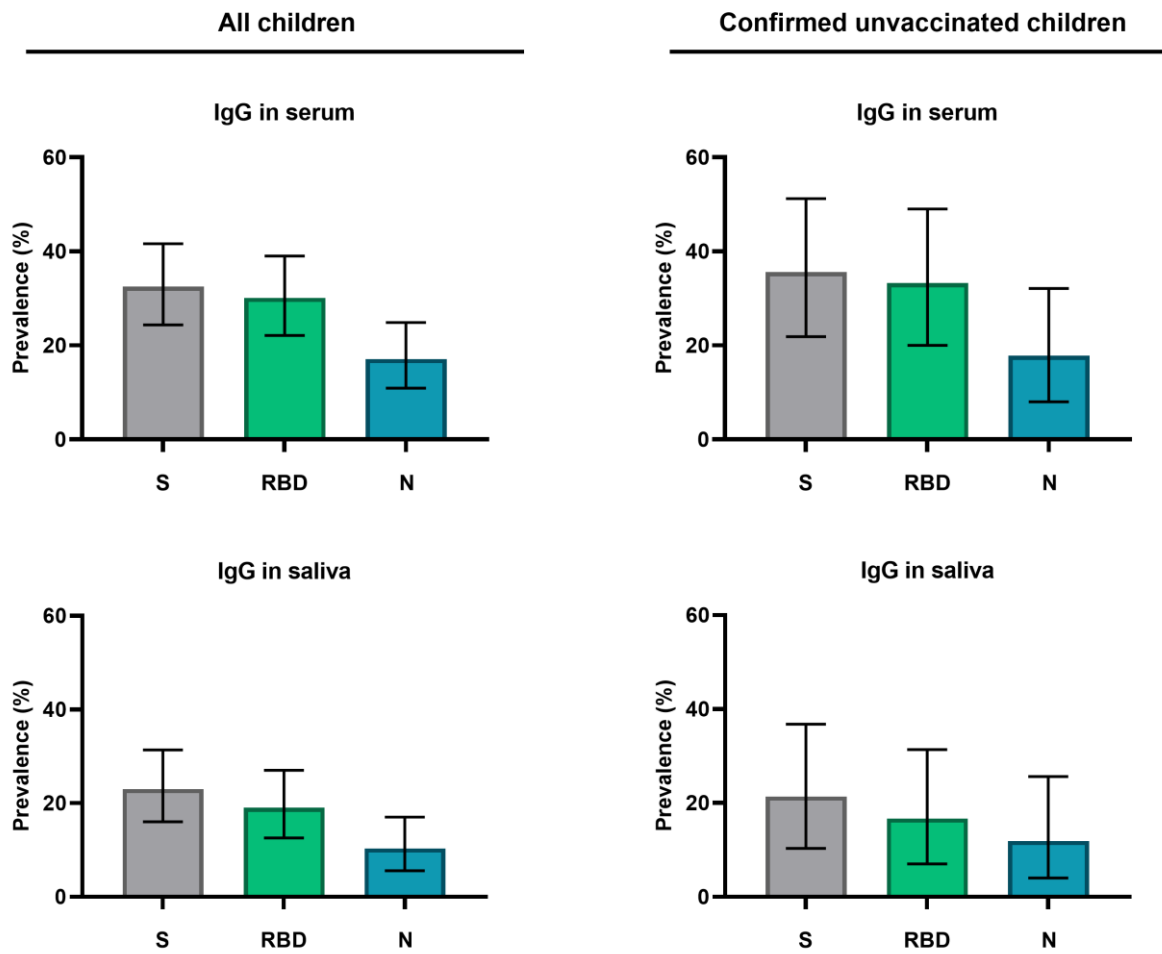 All children
Confirmed unvaccinated children
IgG in serum
60
40
20
0
Prevalence (%)
S RBD N
IgG in serum
60
40
20
0
Prevalence (%)
S RBD N
IgG in saliva
60
40
20
0
Prevalence (%)
S RBD N
IgG in saliva
60
40
20
0
Prevalence (%)
S RBD N